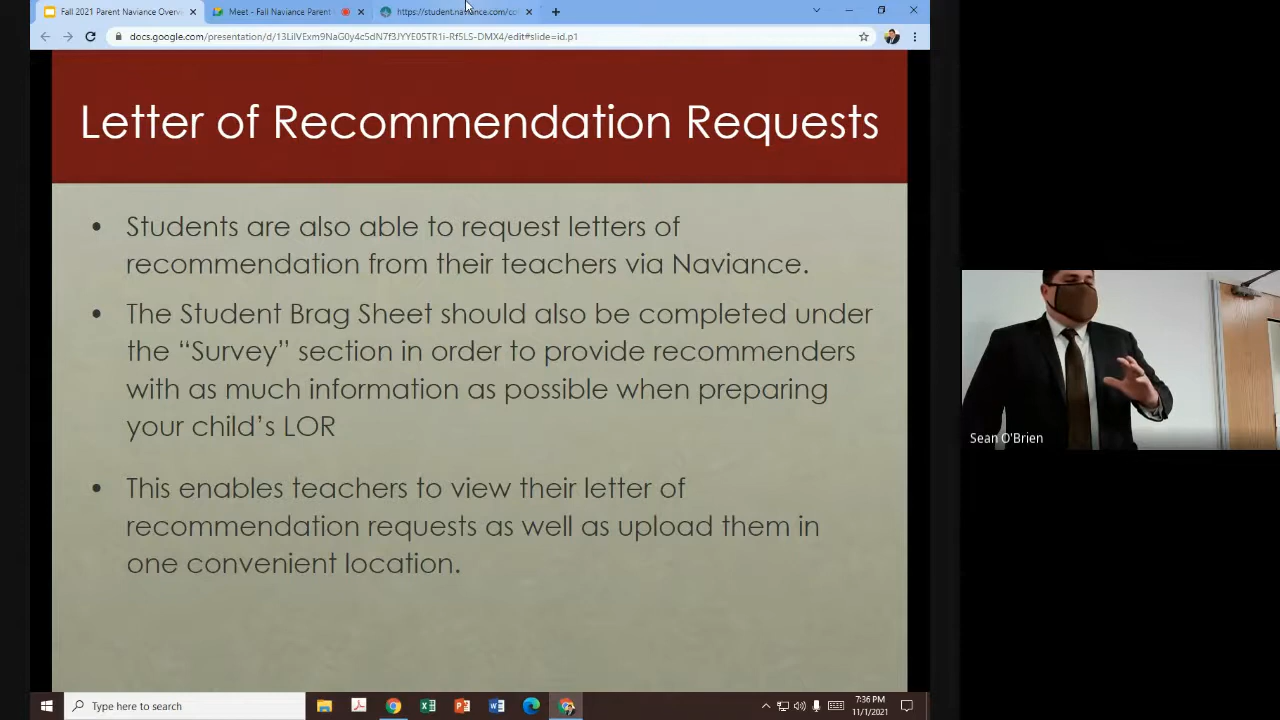 Fall 2021 Parent Naviance Overvi
Meet - Fall Naviance Parent
https://student.naviance.com/co
docs.google.com/presentation/d/13LiIVExm9NaG0y4c5dN7f3JYYE05TR1i-Rf5LS-DMX4/edit#slide=id.p1
Letter of Recommendation Requests
• Students are also able to request letters of
recommendation from their teachers via Naviance.
• The Student Brag Sheet should also be completed under
the “Survey” section in order to provide recommenders
with as much information as possible when preparing
your child’s LOR
• This enables teachers to view their letter of
recommendation requests as well as upload them in
one convenient location.
Sean O'Brien
Type here to search
7:36 PM
11/1/2021